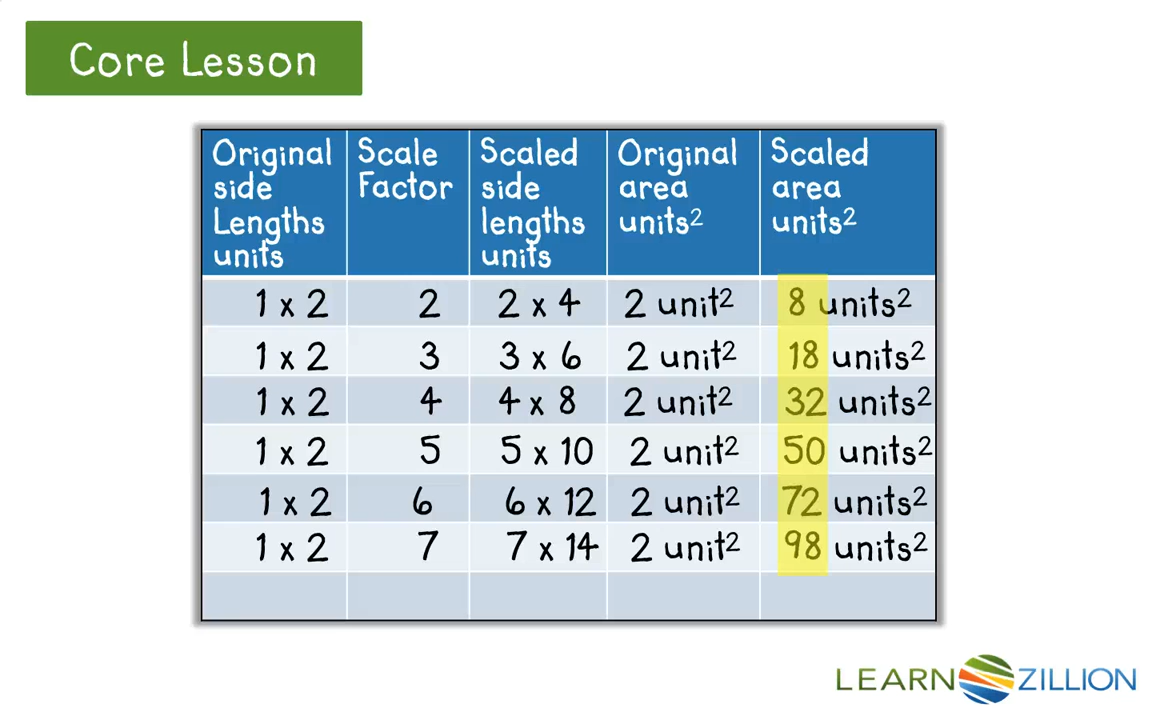 Core Lesson
Original side Lengths units | Scale Factor | Scaled side lengths units | Original area units² | Scaled area units²
1 x 2 | 2 | 2 x 4 | 2 unit² | 8 units²
1 x 2 | 3 | 3 x 6 | 2 unit² | 18 units²
1 x 2 | 4 | 4 x 8 | 2 unit² | 32 units²
1 x 2 | 5 | 5 x 10 | 2 unit² | 50 units²
1 x 2 | 6 | 6 x 12 | 2 unit² | 72 units²
1 x 2 | 7 | 7 x 14 | 2 unit² | 98 units²
LEARN ZILLION